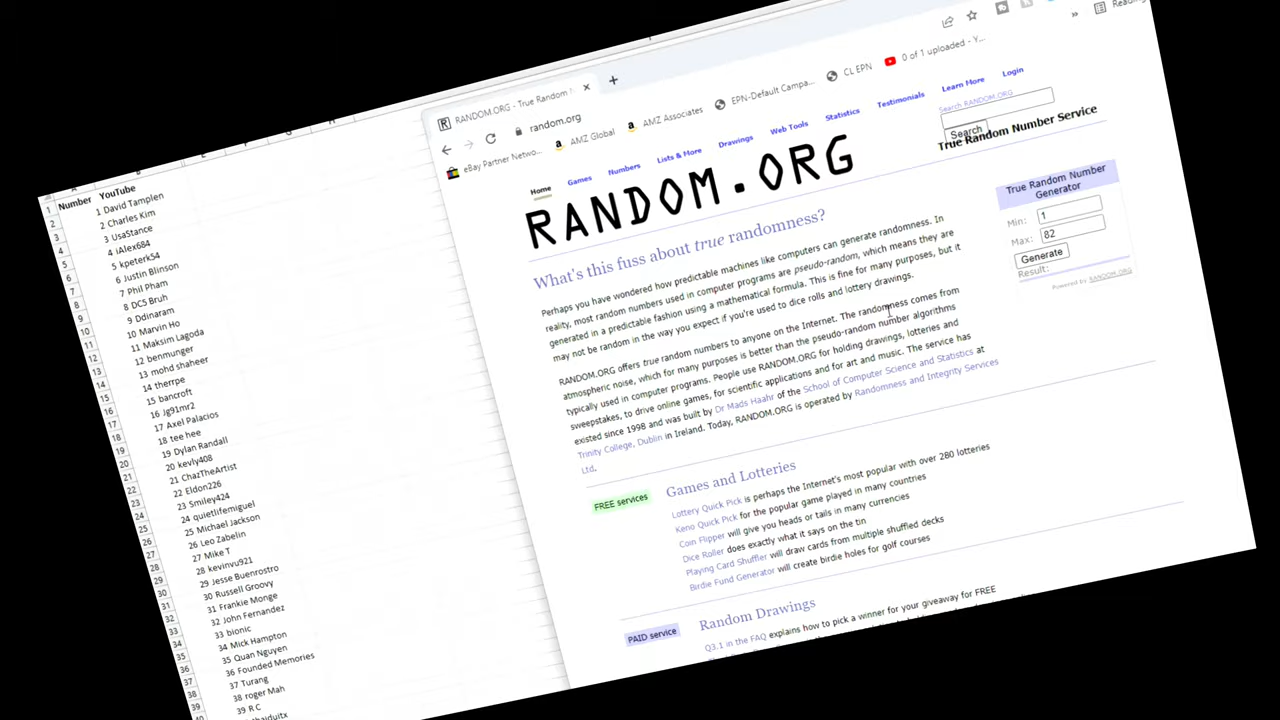 Number YouTube
1 David Tamplen
2 Charles Kim
3 UsaStance
4 iAlex684
5 kpeterk54
6 Justin Blinson
7 Phil Pham
8 DC5 Bruh
9 Ddinaram
10 Marvin Ho
11 Maksim Lagoda
12 benmunger
13 mohd shaheer
14 therrpe
15 bancroft
16 jg91mr2
17 Axel Palacios
18 tee hee
19 Dylan Randall
20 kevly408
21 ChazTheArtist
22 Eldon226
23 Smiley424
24 quietlifemiguel
25 Michael Jackson
26 Leo Zabelin
27 Mike T
28 kevinvu921
29 Jesse Buenrostro
30 Russell Groovy
31 Frankie Monge
32 John Fernandez
33 bionic
34 Mick Hampton
35 Quan Nguyen
36 Founded Memories
37 Turang
38 roger Mah
39 R C
RANDOM.ORG - True Random
random.org
eBay Partner Netwo... AMZ Global AMZ Associates EPN-Default Campa... CL EPN 0 of 1 uploaded - Y... » Reading
Home Games Numbers Lists & More Drawings Web Tools Statistics Testimonials Learn More Login
Search RANDOM.ORG
Search
RANDOM.ORG
True Random Number Service
What's this fuss about true randomness?
Perhaps you have wondered how predictable machines like computers can generate randomness. In
reality, most random numbers used in computer programs are pseudo-random, which means they are
generated in a predictable fashion using a mathematical formula. This is fine for many purposes, but it
may not be random in the way you expect if you're used to dice rolls and lottery drawings.
RANDOM.ORG offers true random numbers to anyone on the Internet. The randomness comes from
atmospheric noise, which for many purposes is better than the pseudo-random number algorithms
typically used in computer programs. People use RANDOM.ORG for holding drawings, lotteries and
sweepstakes, to drive online games, for scientific applications and for art and music. The service has
existed since 1998 and was built by Dr Mads Haahr of the School of Computer Science and Statistics at
Trinity College, Dublin in Ireland. Today, RANDOM.ORG is operated by Randomness and Integrity Services
Ltd.
True Random Number
Generator
Min: 1
Max: 82
Generate
Result:
Powered by RANDOM.ORG
FREE services
Games and Lotteries
Lottery Quick Pick is perhaps the Internet's most popular with over 280 lotteries
Keno Quick Pick for the popular game played in many countries
Coin Flipper will give you heads or tails in many currencies
Dice Roller does exactly what it says on the tin
Playing Card Shuffler will draw cards from multiple shuffled decks
Birdie Fund Generator will create birdie holes for golf courses
PAID service
Random Drawings
Q3.1 in the FAQ explains how to pick a winner for your giveaway for FREE